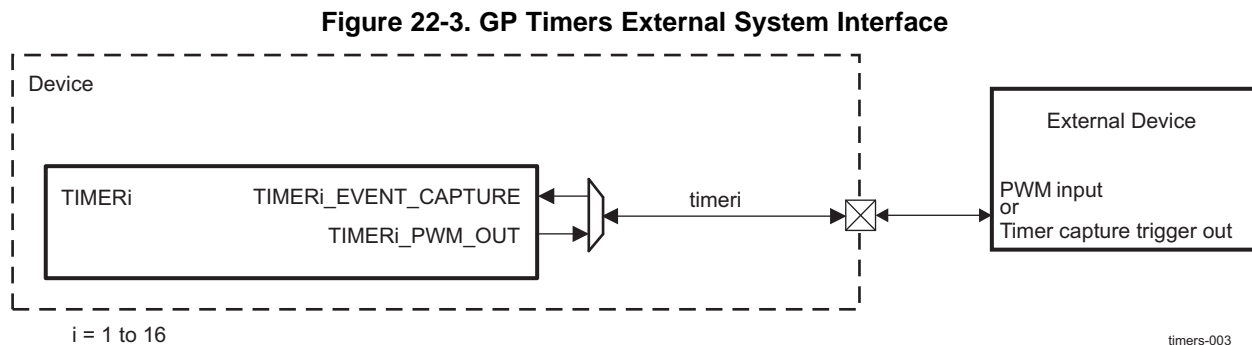 Figure 22-3. GP Timers External System Interface
Device
External Device
TIMERi
TIMERi_EVENT_CAPTURE
TIMERi_PWM_OUT
timeri
PWM input
or
Timer capture trigger out
i = 1 to 16
timers-003